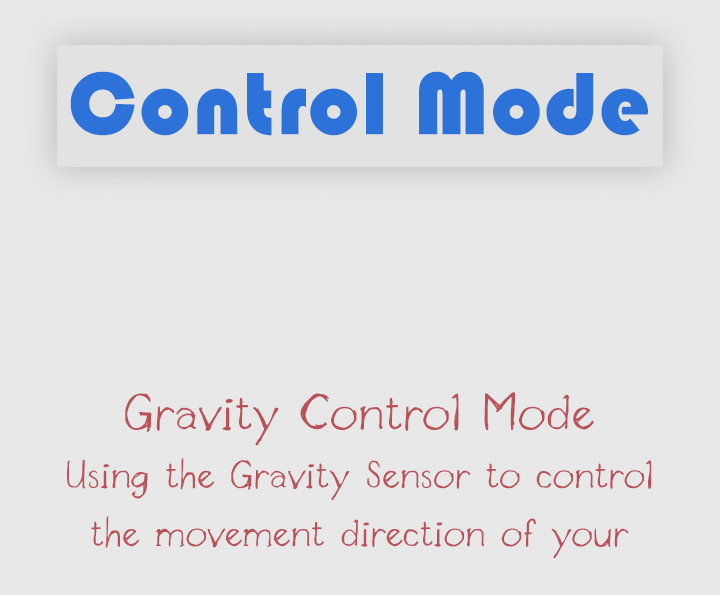 Control Mode
Gravity Control Mode
Using the Gravity Sensor to control
the movement direction of your